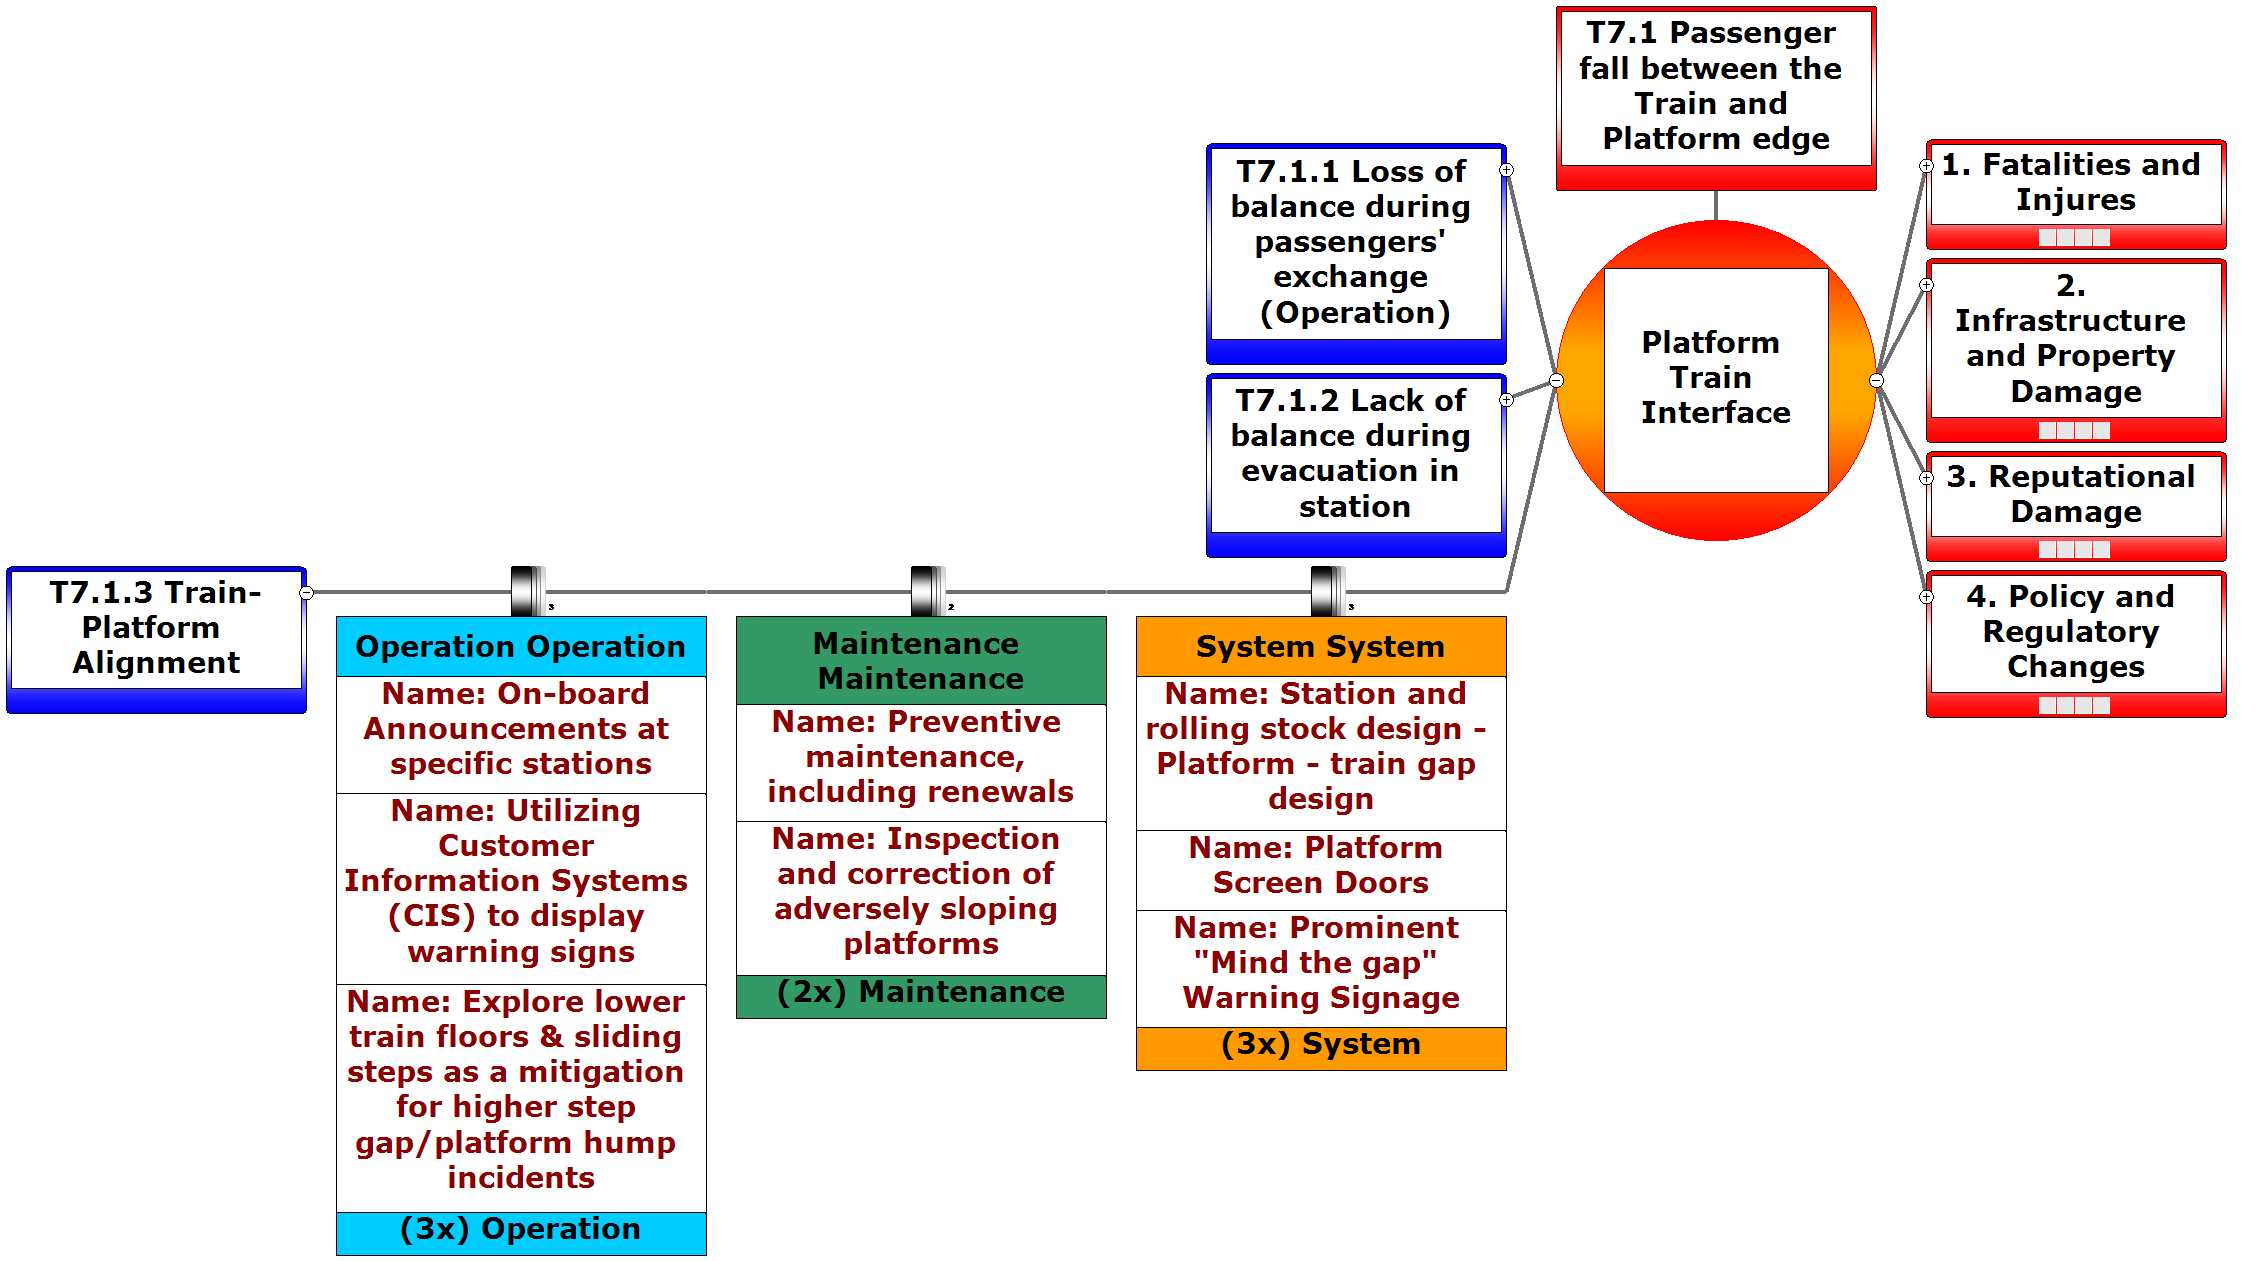 T7.1 Passenger
fall between the
Train and
Platform edge
T7.1.1 Loss of
balance during
passengers'
exchange
(Operation)
T7.1.2 Lack of
balance during
evacuation in
station
Platform
Train
Interface
1. Fatalities and
Injures
2.
Infrastructure
and Property
Damage
3. Reputational
Damage
4. Policy and
Regulatory
Changes
T7.1.3 Train-
Platform
Alignment
3
2
3
Operation Operation
Name: On-board
Announcements at
specific stations
Name: Utilizing
Customer
Information Systems
(CIS) to display
warning signs
Name: Explore lower
train floors & sliding
steps as a mitigation
for higher step
gap/platform hump
incidents
(3x) Operation
Maintenance
Maintenance
Name: Preventive
maintenance,
including renewals
Name: Inspection
and correction of
adversely sloping
platforms
(2x) Maintenance
System System
Name: Station and
rolling stock design -
Platform - train gap
design
Name: Platform
Screen Doors
Name: Prominent
"Mind the gap"
Warning Signage
(3x) System